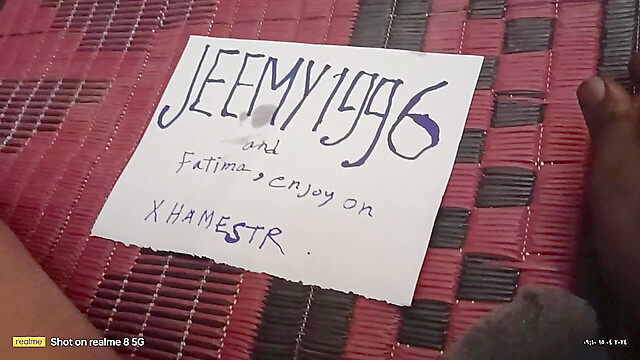 JEEMY1996
and
Fatima, enjoy on
XHAMESTR.
realme Shot on realme 8 5G